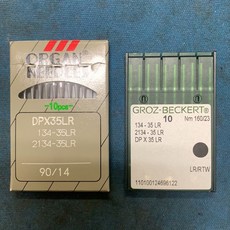 ORGAN
NEEDLES
10pcs
DPX35LR
134-35LR
2134-35LR
90/14
GROZ-BECKERT®
10 Nm 160/23
134 - 35 LR
2134 - 35 LR
DP X 35 LR
LR/RTW